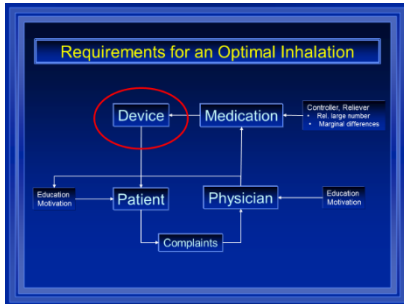 Requirements for an Optimal Inhalation
Device
Medication
Controller, Reliever
• Rel. large number
• Marginal differences
Education
Motivation
Patient
Physician
Education
Motivation
Complaints